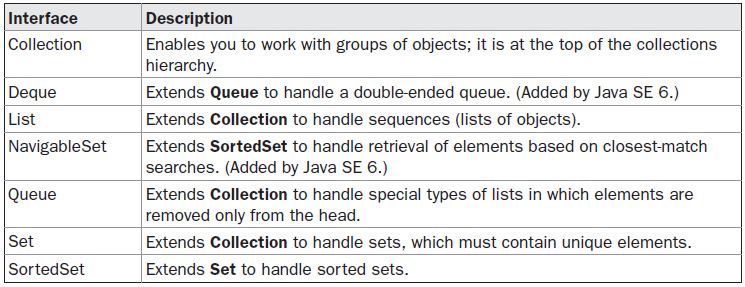 Interface Description
Collection Enables you to work with groups of objects; it is at the top of the collections
hierarchy.
Deque Extends Queue to handle a double-ended queue. (Added by Java SE 6.)
List Extends Collection to handle sequences (lists of objects).
NavigableSet Extends SortedSet to handle retrieval of elements based on closest-match
searches. (Added by Java SE 6.)
Queue Extends Collection to handle special types of lists in which elements are
removed only from the head.
Set Extends Collection to handle sets, which must contain unique elements.
SortedSet Extends Set to handle sorted sets.